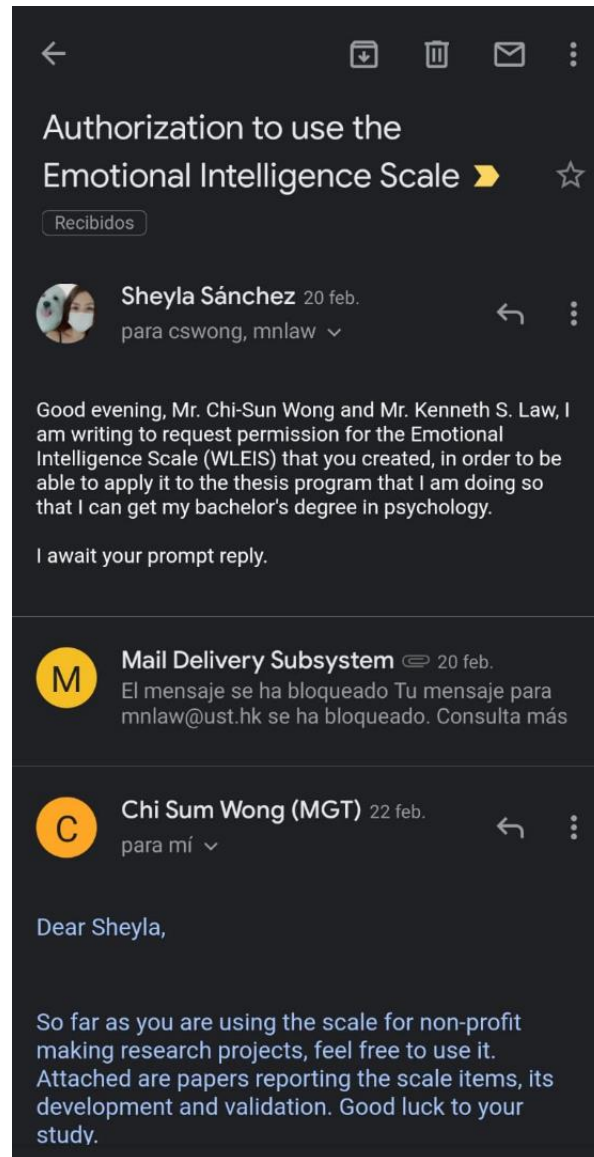 Authorization to use the
Emotional Intelligence Scale
Recibidos
Sheyla Sánchez 20 feb.
para cswong, mnlaw
Good evening, Mr. Chi-Sun Wong and Mr. Kenneth S. Law, I
am writing to request permission for the Emotional
Intelligence Scale (WLEIS) that you created, in order to be
able to apply it to the thesis program that I am doing so
that I can get my bachelor's degree in psychology.
I await your prompt reply.
M
Mail Delivery Subsystem 20 feb.
El mensaje se ha bloqueado Tu mensaje para
mnlaw@ust.hk se ha bloqueado. Consulta más
C
Chi Sum Wong (MGT) 22 feb.
para mí
Dear Sheyla,
So far as you are using the scale for non-profit
making research projects, feel free to use it.
Attached are papers reporting the scale items, its
development and validation. Good luck to your
study.